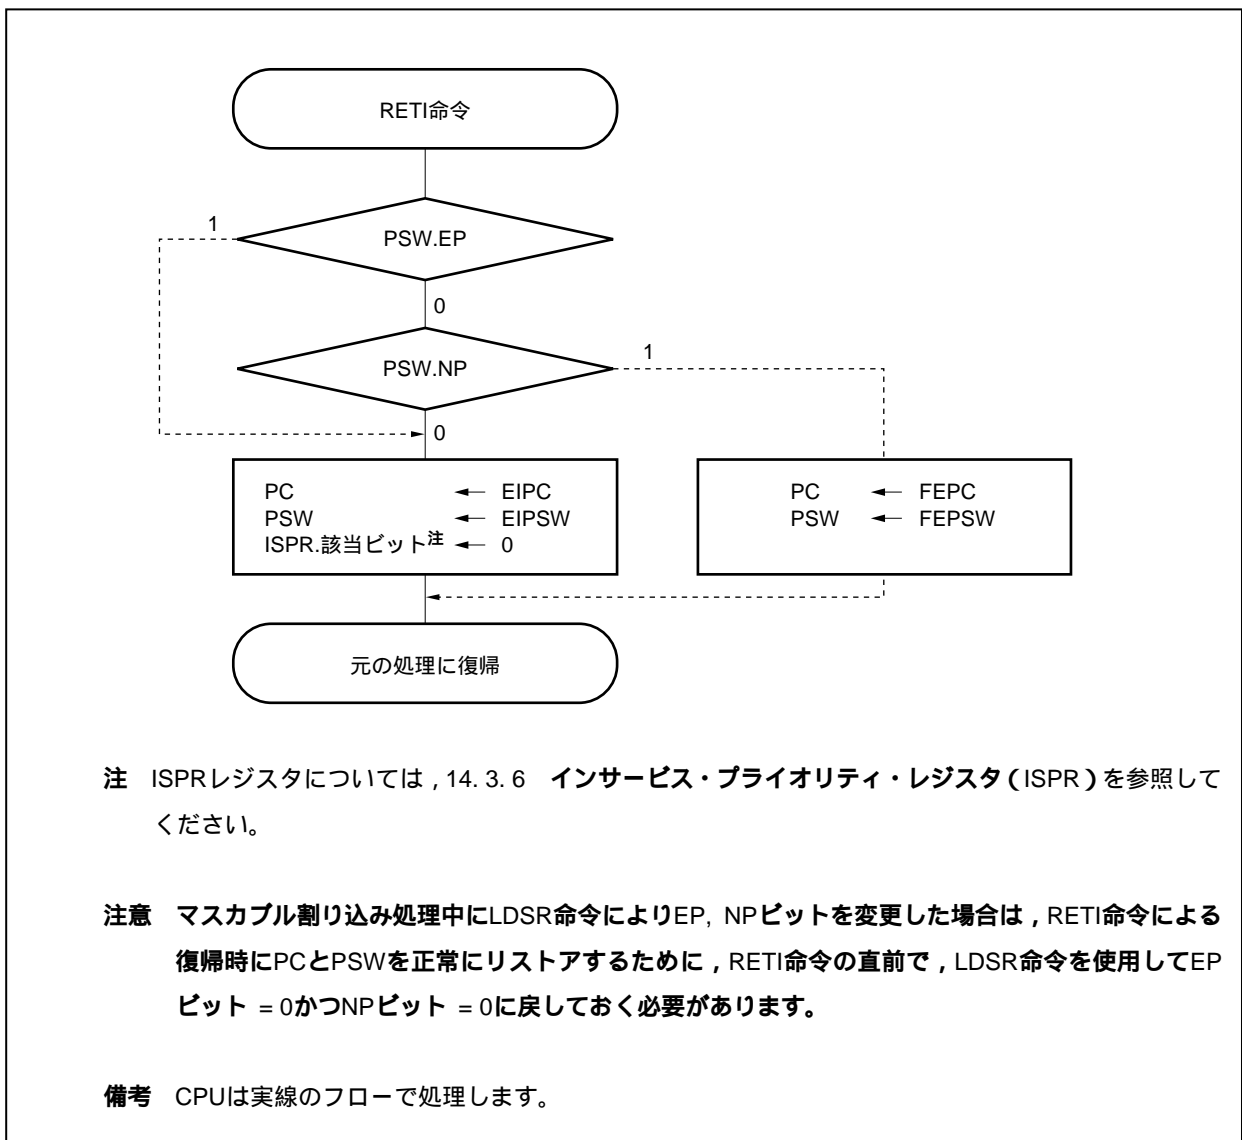 RETI命令
1
PSW.EP
0
PSW.NP
1
0
PC ← EIPC
PSW ← EIPSW
ISPR.該当ビット注 ← 0
PC ← FEPC
PSW ← FEPSW
元の処理に復帰
注 ISPRレジスタについては , 14. 3. 6 インサービス・プライオリティ・レジスタ ( ISPR ) を参照して
ください。
注意 マスカブル割り込み処理中にLDSR命令によりEP, NPビットを変更した場合は , RETI命令による
復帰時にPCとPSWを正常にリストアするために , RETI命令の直前で , LDSR命令を使用してEP
ビット = 0かつNPビット = 0に戻しておく必要があります。
備考 CPUは実線のフローで処理します。